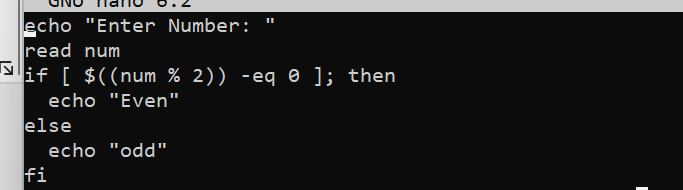 GNU nano 6.2
echo "Enter Number: "
read num
if [ $((num % 2)) -eq 0 ]; then
  echo "Even"
else
  echo "odd"
fi